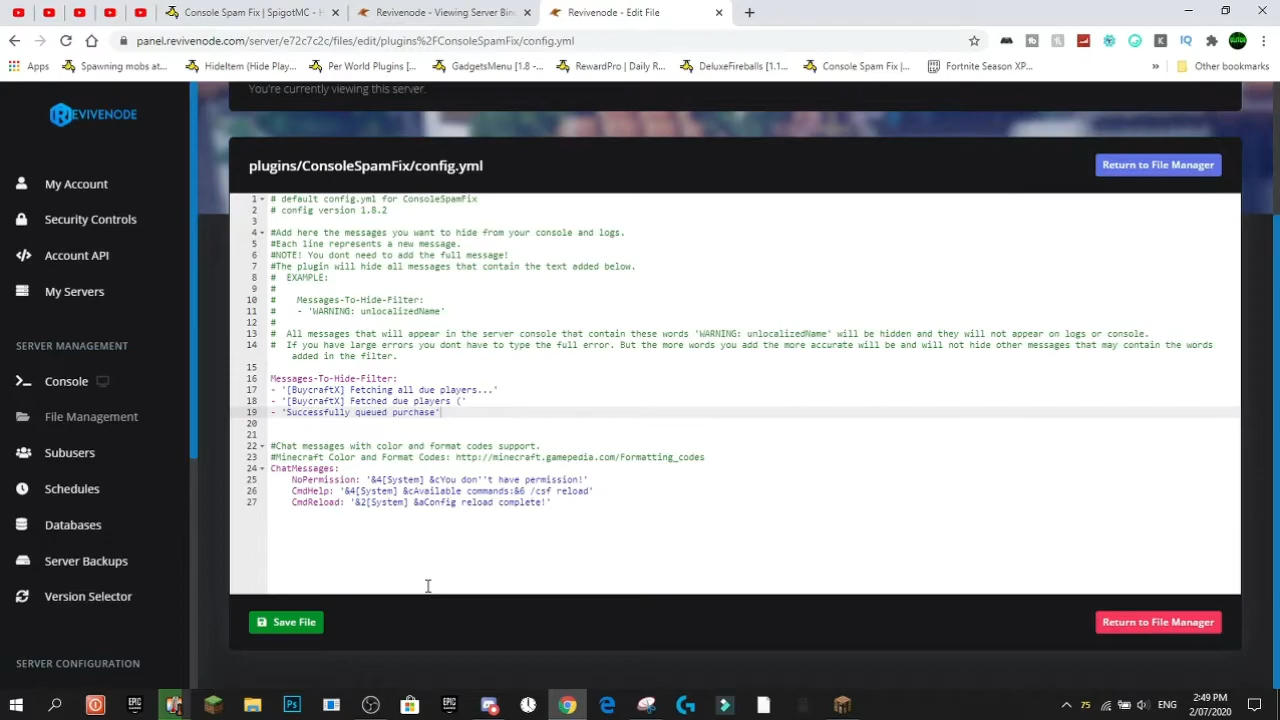 Console Spam Fix | SpigotMC - H
Revivenode - Viewing Server Bin
Revivenode - Edit File
panel.revivenode.com/server/e72c7c2c/files/edit/plugins%2FConsoleSpamFix/config.yml
Apps
Spawning mobs at...
HideItem (Hide Play...
Per World Plugins [...
GadgetsMenu [1.8 -...
RewardPro | Daily R...
DeluxeFireballs [1.1...
Console Spam Fix |...
Fortnite Season XP...
»
Other bookmarks
REVIVENODE
You're currently viewing this server.
plugins/ConsoleSpamFix/config.yml
Return to File Manager
My Account
Security Controls
Account API
My Servers
SERVER MANAGEMENT
Console
File Management
Subusers
Schedules
Databases
Server Backups
Version Selector
SERVER CONFIGURATION
1 # default config.yml for ConsoleSpamFix
2 # config version 1.8.2
3
4 #Add here the messages you want to hide from your console and logs.
5 #Each line represents a new message.
6 #NOTE! You dont need to add the full message!
7 #The plugin will hide all messages that contain the text added below.
8 # EXAMPLE:
9 #
10 # Messages-To-Hide-Filter:
11 # - 'WARNING: unlocalizedName'
12 #
13 # All messages that will appear in the server console that contain these words 'WARNING: unlocalizedName' will be hidden and they will not appear on logs or console.
14 # If you have large errors you dont have to type the full error. But the more words you add the more accurate will be and will not hide other messages that may contain the words
added in the filter.
15
16 Messages-To-Hide-Filter:
17 - '[BuycraftX] Fetching all due players...'
18 - '[BuycraftX] Fetched due players ('
19 - 'Successfully queued purchase'
20
21
22 #Chat messages with color and format codes support.
23 #Minecraft Color and Format Codes: http://minecraft.gamepedia.com/Formatting_codes
24 ChatMessages:
25 NoPermission: '&4[System] &cYou don''t have permission!'
26 CmdHelp: '&4[System] &cAvailable commands:&6 /csf reload'
27 CmdReload: '&2[System] &aConfig reload complete!'
Save File
Return to File Manager
75
ENG
2:49 PM
2/07/2020